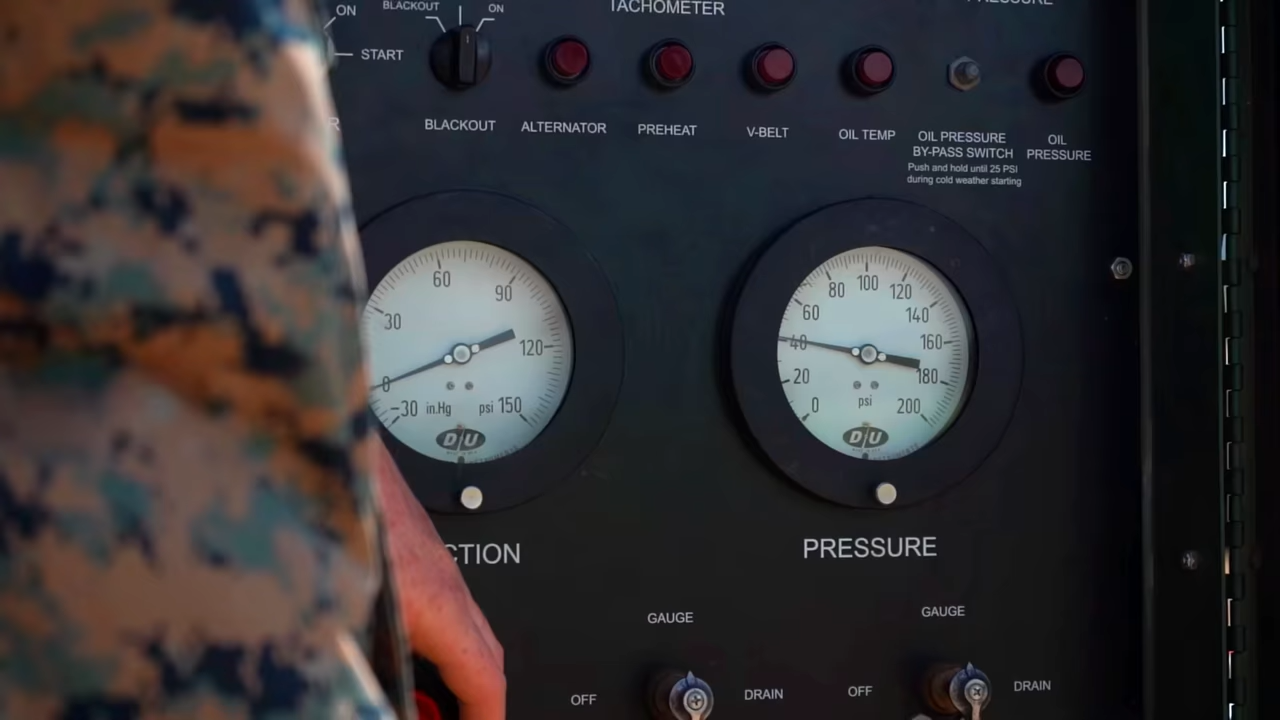 ON
START
BLACKOUT
ON
TACHOMETER
PRESSURE
R
BLACKOUT
ALTERNATOR
PREHEAT
V-BELT
OIL TEMP
OIL PRESSURE
BY-PASS SWITCH
Push and hold until 25 PSI
during cold weather starting
OIL
PRESSURE
60
90
30
120
0
-30 in.Hg psi 150
D/U
100
80
120
60
140
40
160
20
180
0
psi
200
D/U
CTION
PRESSURE
GAUGE
OFF
DRAIN
GAUGE
OFF
DRAIN